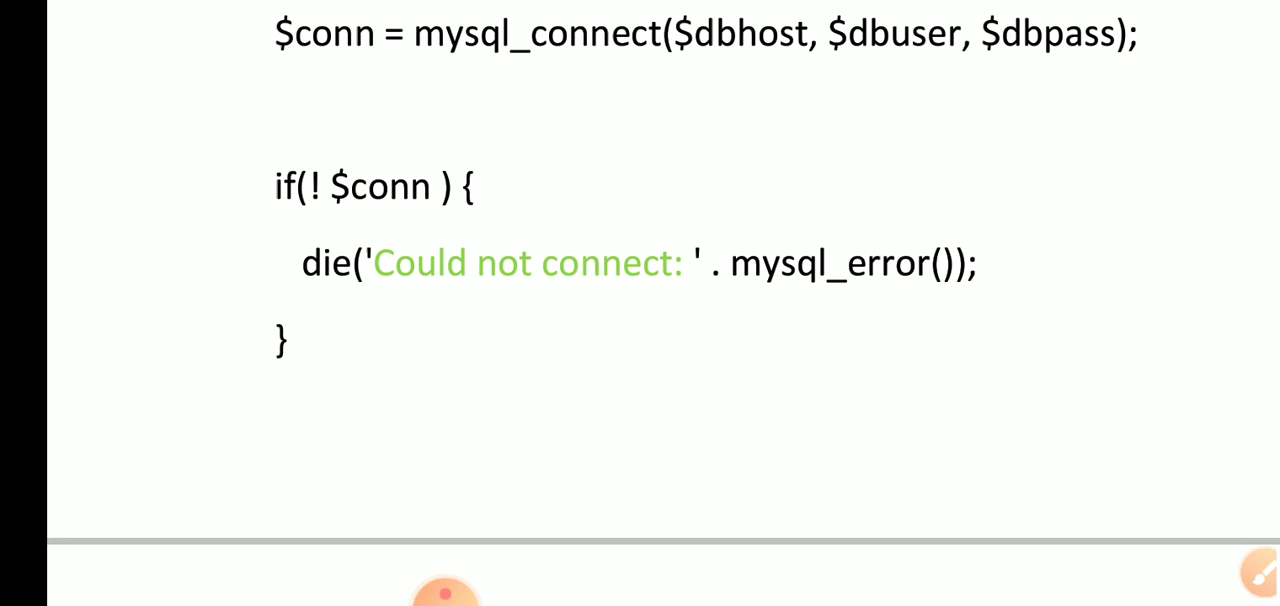 $conn = mysql_connect($dbhost, $dbuser, $dbpass);
if(! $conn ) {
die('Could not connect: ' . mysql_error());
}